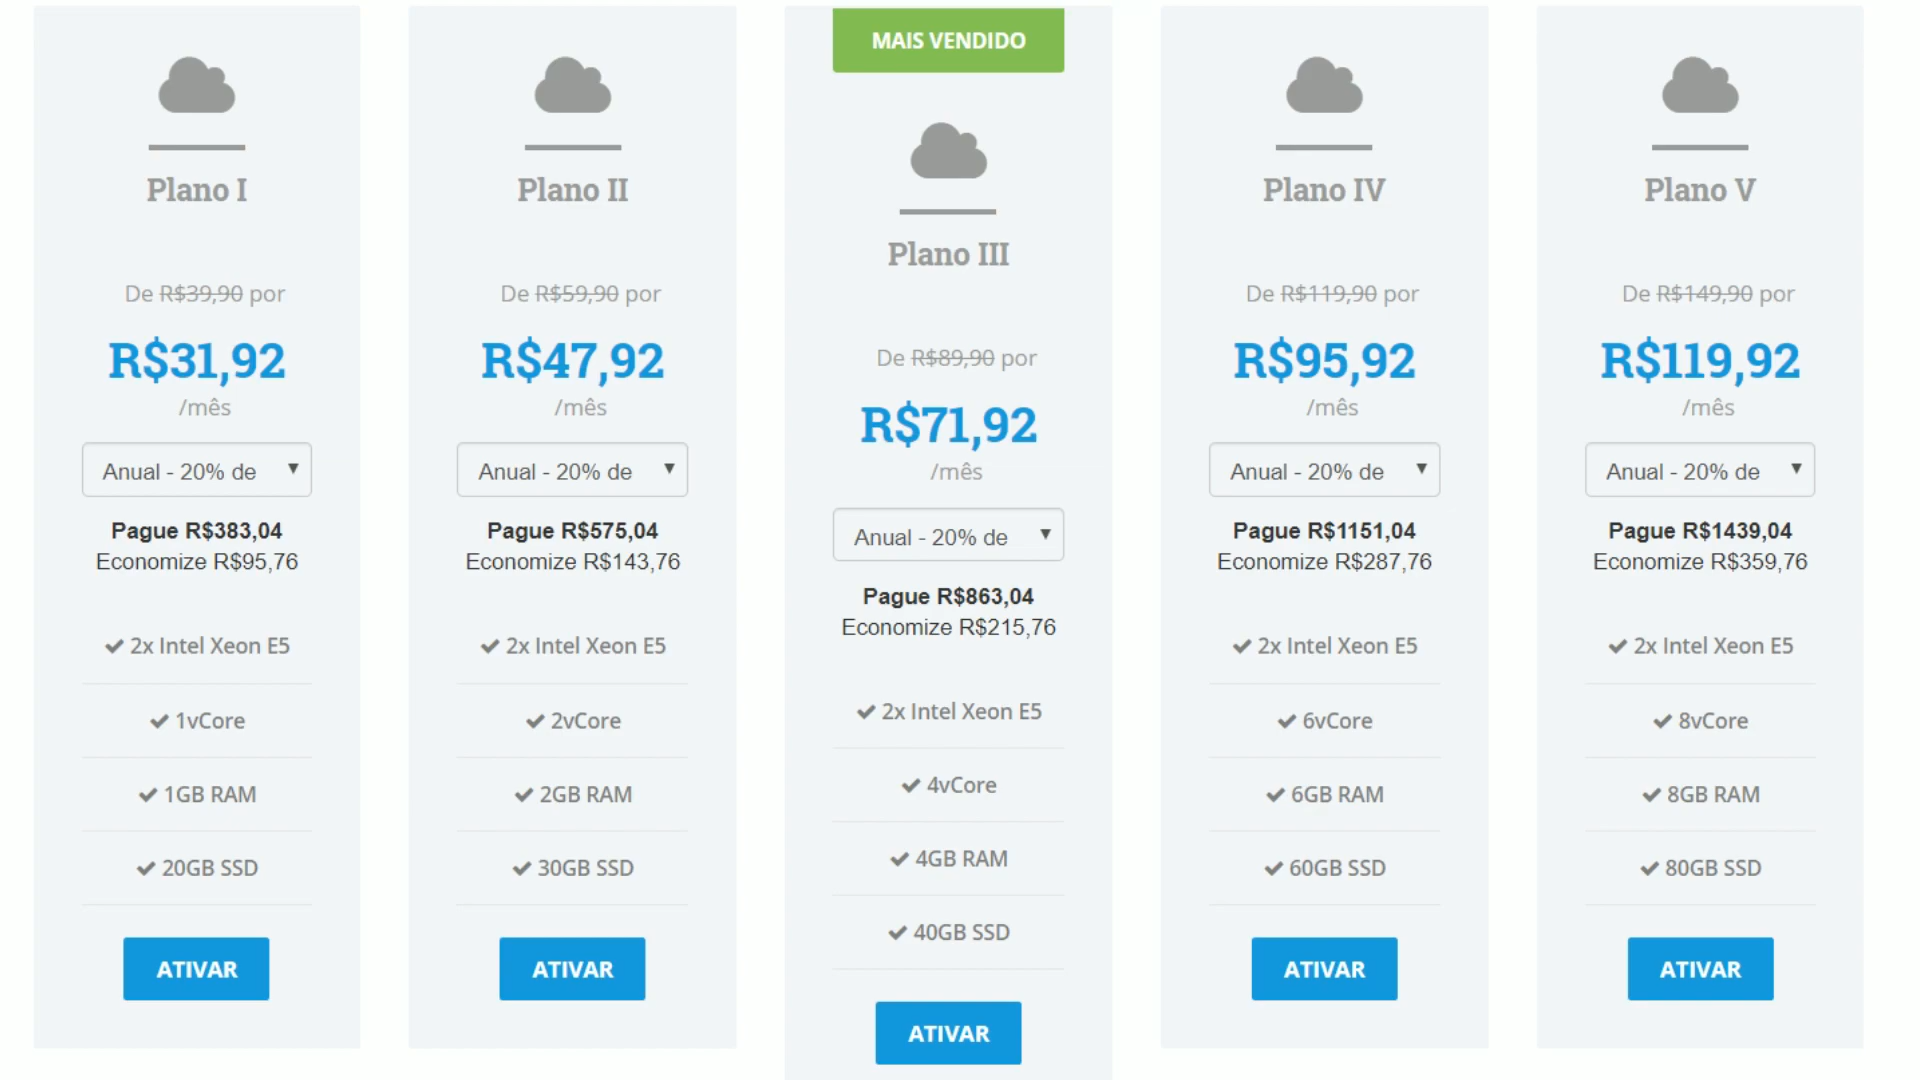 Plano I
De R$39,90 por
R$31,92
/mês
Anual - 20% de
Pague R$383,04
Economize R$95,76
2x Intel Xeon E5
1vCore
1GB RAM
20GB SSD
ATIVAR
Plano II
De R$59,90 por
R$47,92
/mês
Anual - 20% de
Pague R$575,04
Economize R$143,76
2x Intel Xeon E5
2vCore
2GB RAM
30GB SSD
ATIVAR
MAIS VENDIDO
Plano III
De R$89,90 por
R$71,92
/mês
Anual - 20% de
Pague R$863,04
Economize R$215,76
2x Intel Xeon E5
4vCore
4GB RAM
40GB SSD
ATIVAR
Plano IV
De R$119,90 por
R$95,92
/mês
Anual - 20% de
Pague R$1151,04
Economize R$287,76
2x Intel Xeon E5
6vCore
6GB RAM
60GB SSD
ATIVAR
Plano V
De R$149,90 por
R$119,92
/mês
Anual - 20% de
Pague R$1439,04
Economize R$359,76
2x Intel Xeon E5
8vCore
8GB RAM
80GB SSD
ATIVAR